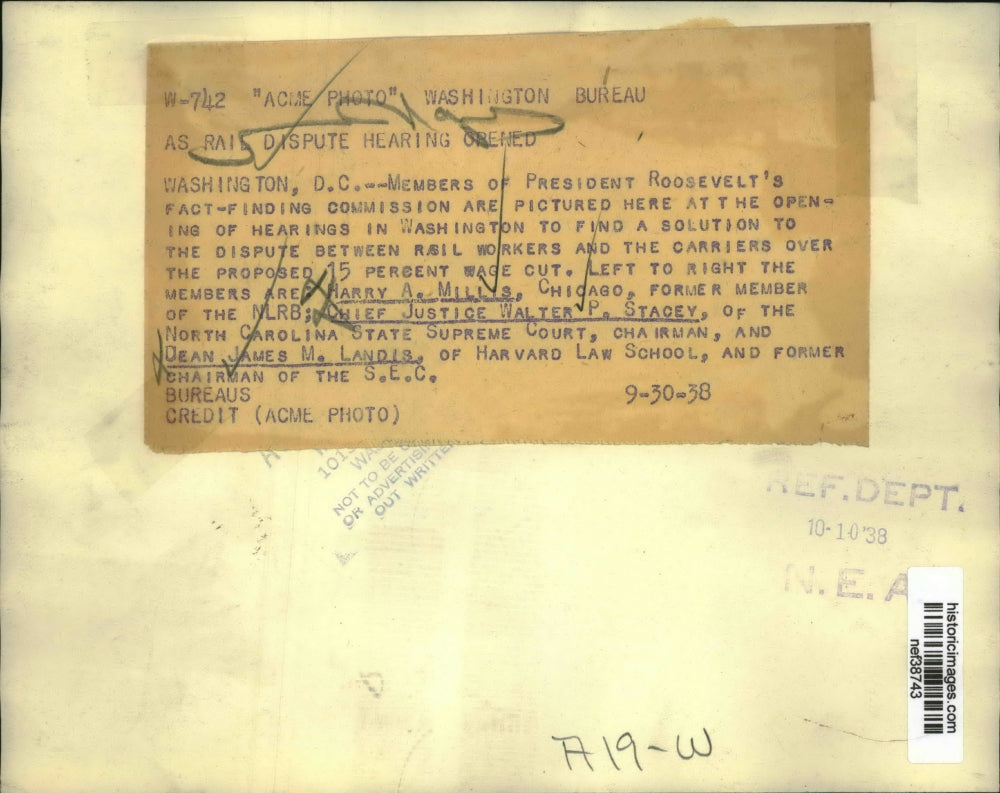 W-742 "ACME PHOTO" WASHINGTON BUREAU
AS RAIL DISPUTE HEARING OPENED
WASHINGTON, D.C.--MEMBERS OF PRESIDENT ROOSEVELT'S
FACT-FINDING COMMISSION ARE PICTURED HERE AT THE OPEN-
ING OF HEARINGS IN WASHINGTON TO FIND A SOLUTION TO
THE DISPUTE BETWEEN RAIL WORKERS AND THE CARRIERS OVER
THE PROPOSED 15 PERCENT WAGE CUT. LEFT TO RIGHT THE
MEMBERS ARE: HARRY A. MILLIS, CHICAGO, FORMER MEMBER
OF THE NLRB; CHIEF JUSTICE WALTER P. STACEY, OF THE
NORTH CAROLINA STATE SUPREME COURT, CHAIRMAN, AND
DEAN JAMES M. LANDIS, OF HARVARD LAW SCHOOL, AND FORMER
CHAIRMAN OF THE S.E.C.
BUREAUS 9-30-38
CREDIT (ACME PHOTO)
NOT TO BE
OR ADVERTISI
OUT WRITTE
REF. DEPT.
10-10'38
N.E.A
historicimages.com
nef38743
A19-W